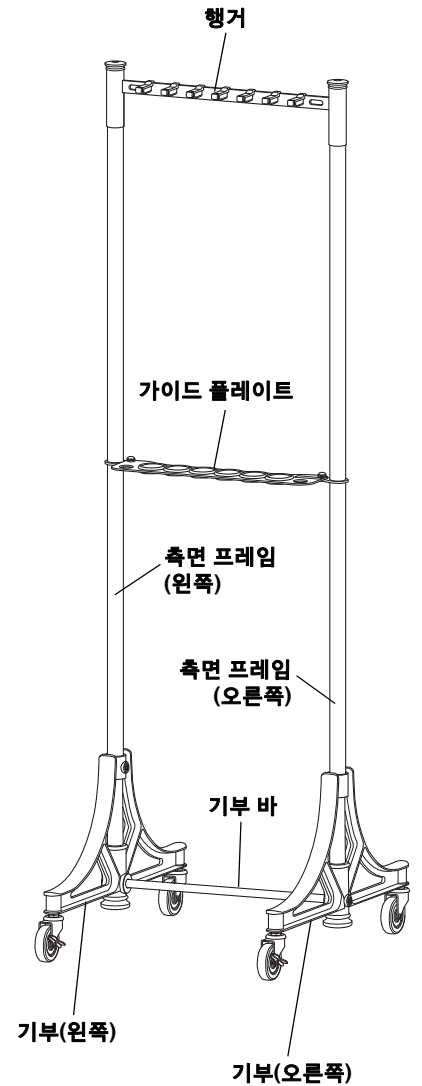 행거
가이드 플레이트
측면 프레임
(왼쪽)
측면 프레임
(오른쪽)
기부 바
기부(왼쪽)
기부(오른쪽)